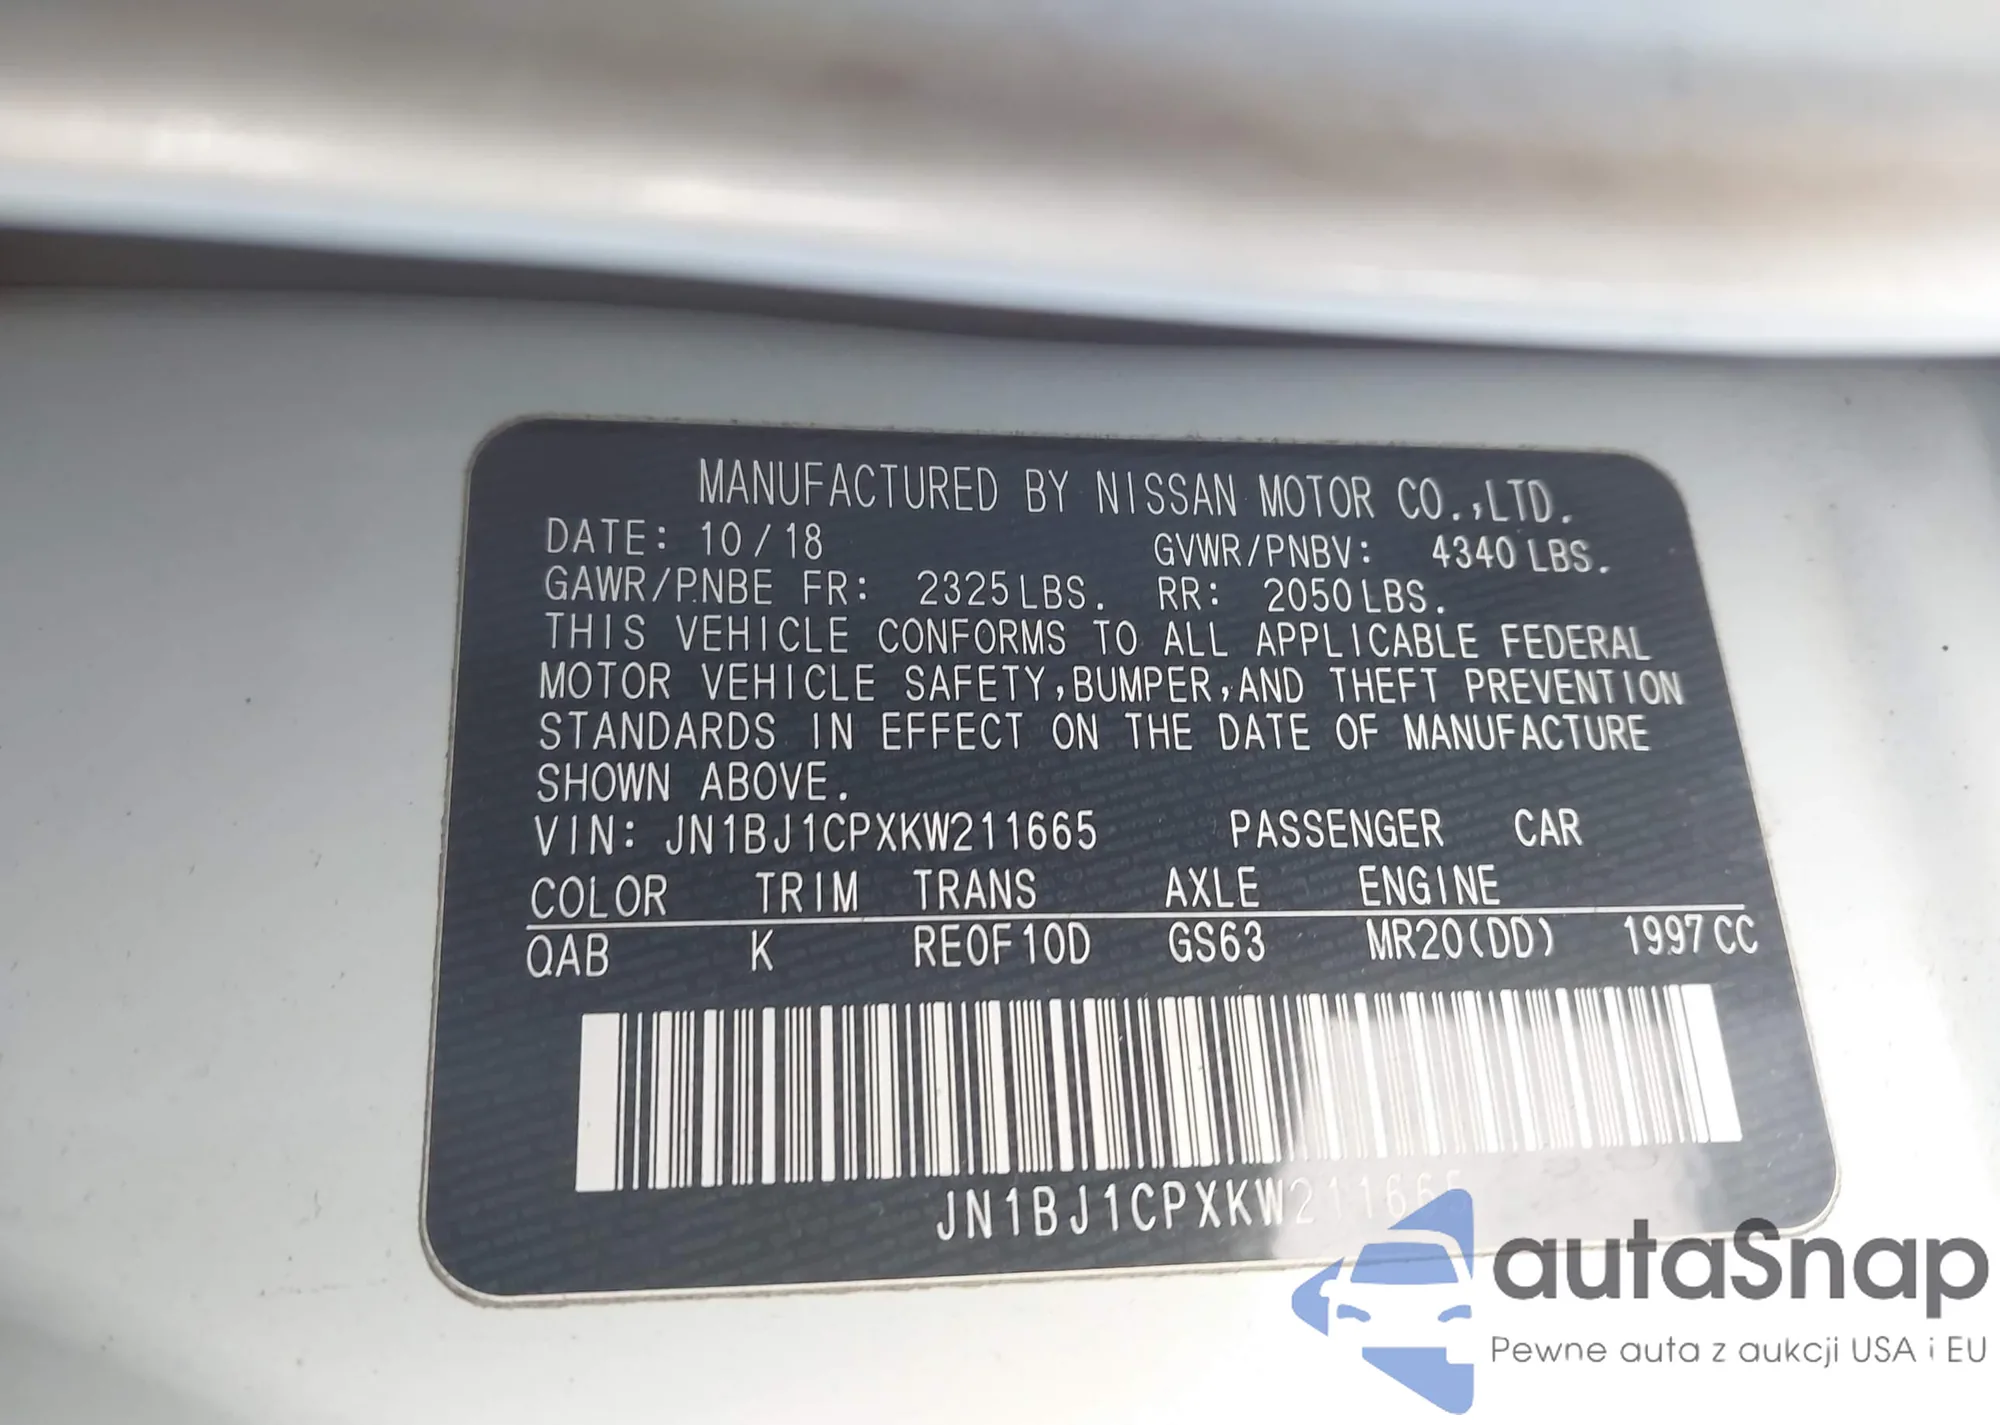 MANUFACTURED BY NISSAN MOTOR CO.,LTD.
DATE: 10/18 GVWR/PNBV: 4340 LBS.
GAWR/PNBE FR: 2325 LBS. RR: 2050 LBS.
THIS VEHICLE CONFORMS TO ALL APPLICABLE FEDERAL
MOTOR VEHICLE SAFETY, BUMPER, AND THEFT PREVENTION
STANDARDS IN EFFECT ON THE DATE OF MANUFACTURE
SHOWN ABOVE.
VIN: JN1BJ1CPXKW211665 PASSENGER CAR
COLOR TRIM TRANS AXLE ENGINE
QAB K RE0F10D GS63 MR20(DD) 1997 CC
JN1BJ1CPXKW211665
autaSnap
Pewne auta z aukcji USA i EU